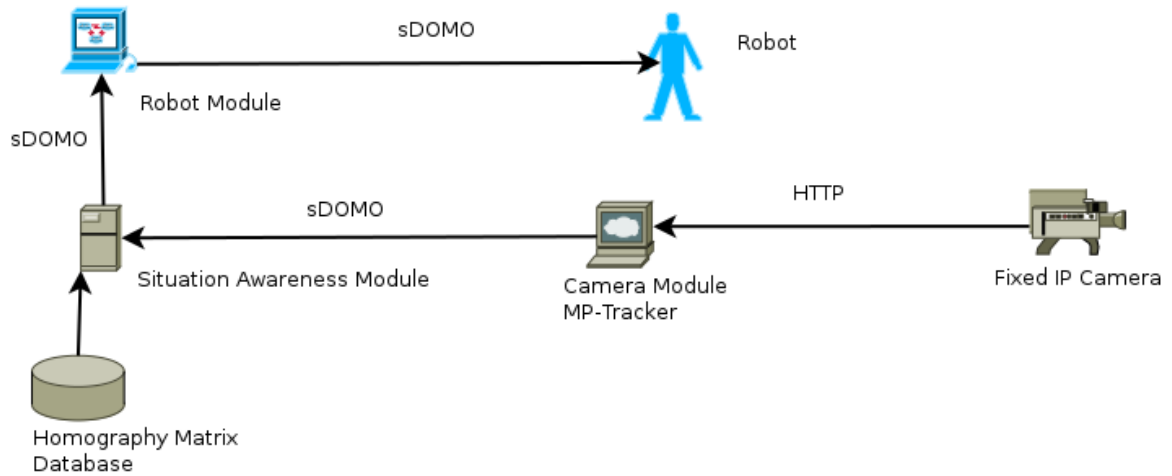 sDOMO
Robot
Robot Module
sDOMO
HTTP
sDOMO
Situation Awareness Module
Camera Module
MP-Tracker
Fixed IP Camera
Homography Matrix
Database